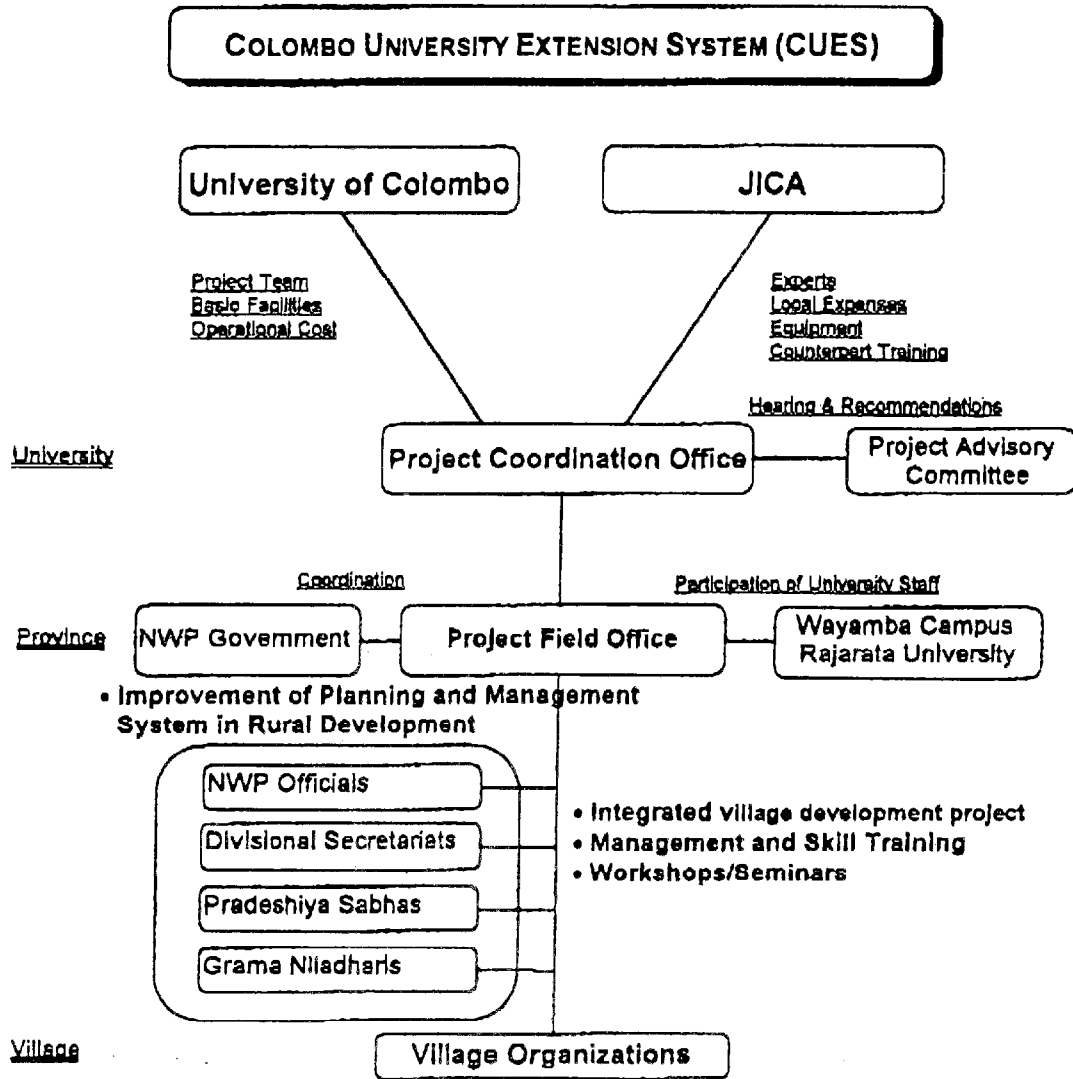 COLOMBO UNIVERSITY EXTENSION SYSTEM (CUES)
University of Colombo
JICA
Project Team
Basic Facilities
Operational Cost
Experts
Local Expenses
Equipment
Counterpart Training
Hearing & Recommendations
University
Project Coordination Office
Project Advisory
Committee
Coordination
Participation of University Staff
Province
NWP Government
Project Field Office
Wayamba Campus
Rajarata University
• Improvement of Planning and Management
System in Rural Development
NWP Officials
Divisional Secretariats
Pradeshiya Sabhas
Grama Niladharis
• Integrated village development project
• Management and Skill Training
• Workshops/Seminars
Village
Village Organizations